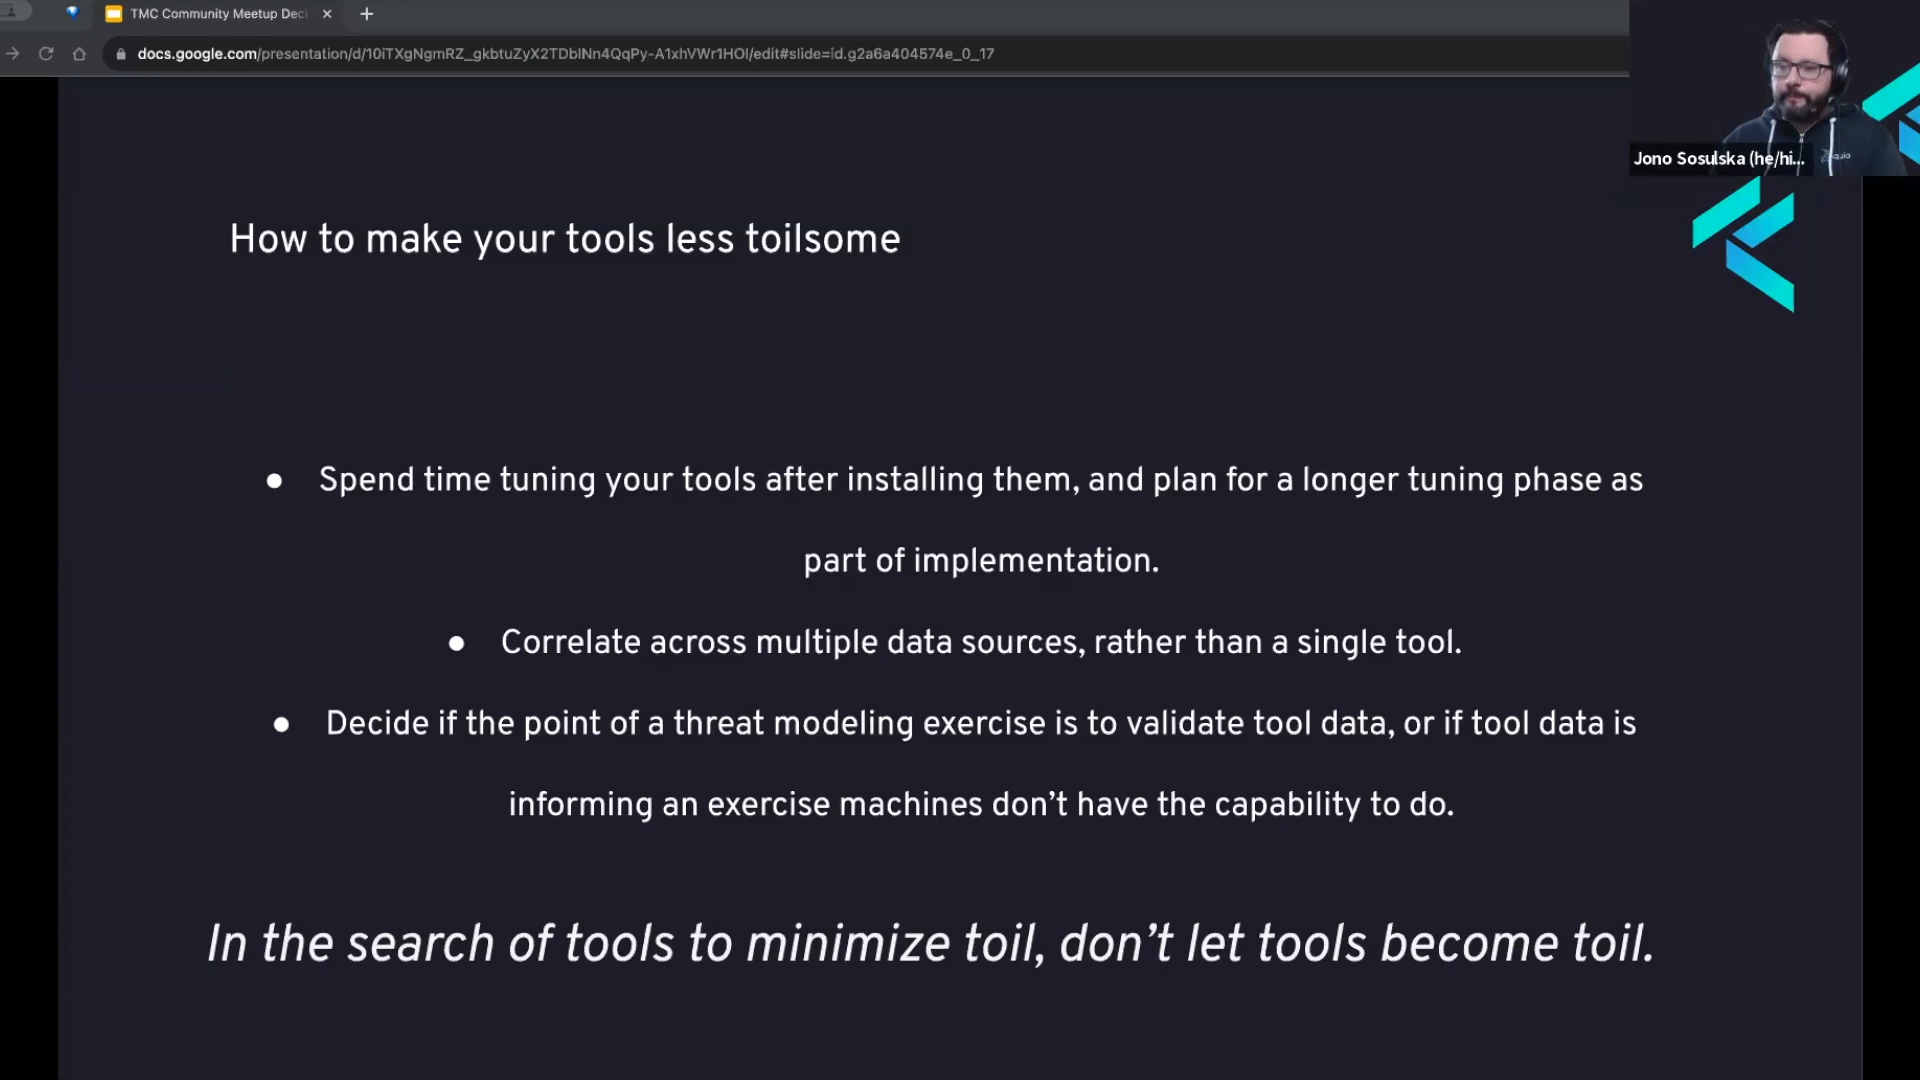 TMC Community Meetup Dec
docs.google.com/presentation/d/10iTXgNgmRZ_gkbtuZyX2TDblNn4QqPy-A1xhVWr1HOI/edit#slide=id.g2a6a404574e_0_17
Jono Sosulska (he/hi...
quio
How to make your tools less toilsome
● Spend time tuning your tools after installing them, and plan for a longer tuning phase as
part of implementation.
● Correlate across multiple data sources, rather than a single tool.
● Decide if the point of a threat modeling exercise is to validate tool data, or if tool data is
informing an exercise machines don’t have the capability to do.
In the search of tools to minimize toil, don’t let tools become toil.